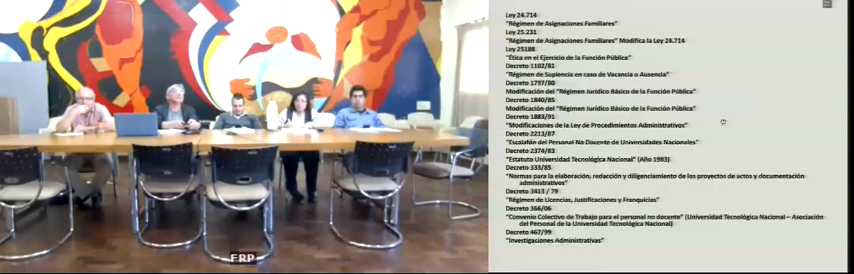 Ley 24.714
"Régimen de Asignaciones Familiares"
Ley 25.231
"Régimen de Asignaciones Familiares" Modifica la Ley 24.714
Ley 25188
"Ética en el Ejercicio de la Función Pública"
Decreto 1102/81
"Régimen de Suplencia en caso de Vacancia o Ausencia"
Decreto 1797/80
Modificación del "Régimen Jurídico Básico de la Función Pública"
Decreto 1840/85
Modificación del "Régimen Jurídico Básico de la Función Pública"
Decreto 1883/91
"Modificaciones de la Ley de Procedimientos Administrativos"
Decreto 2213/87
"Escalafón del Personal No Docente de Universidades Nacionales"
Decreto 2374/83
"Estatuto Universidad Tecnológica Nacional" (Año 1983)
Decreto 333/85
"Normas para la elaboración, redacción y diligenciamiento de los proyectos de actos y documentación
administrativos"
Decreto 3413 / 79
"Régimen de Licencias, Justificaciones y Franquicias"
Decreto 366/06
"Convenio Colectivo de Trabajo para el personal no docente" (Universidad Tecnológica Nacional – Asociación
del Personal de la Universidad Tecnológica Nacional)
Decreto 467/99
"Investigaciones Administrativas"
FRP